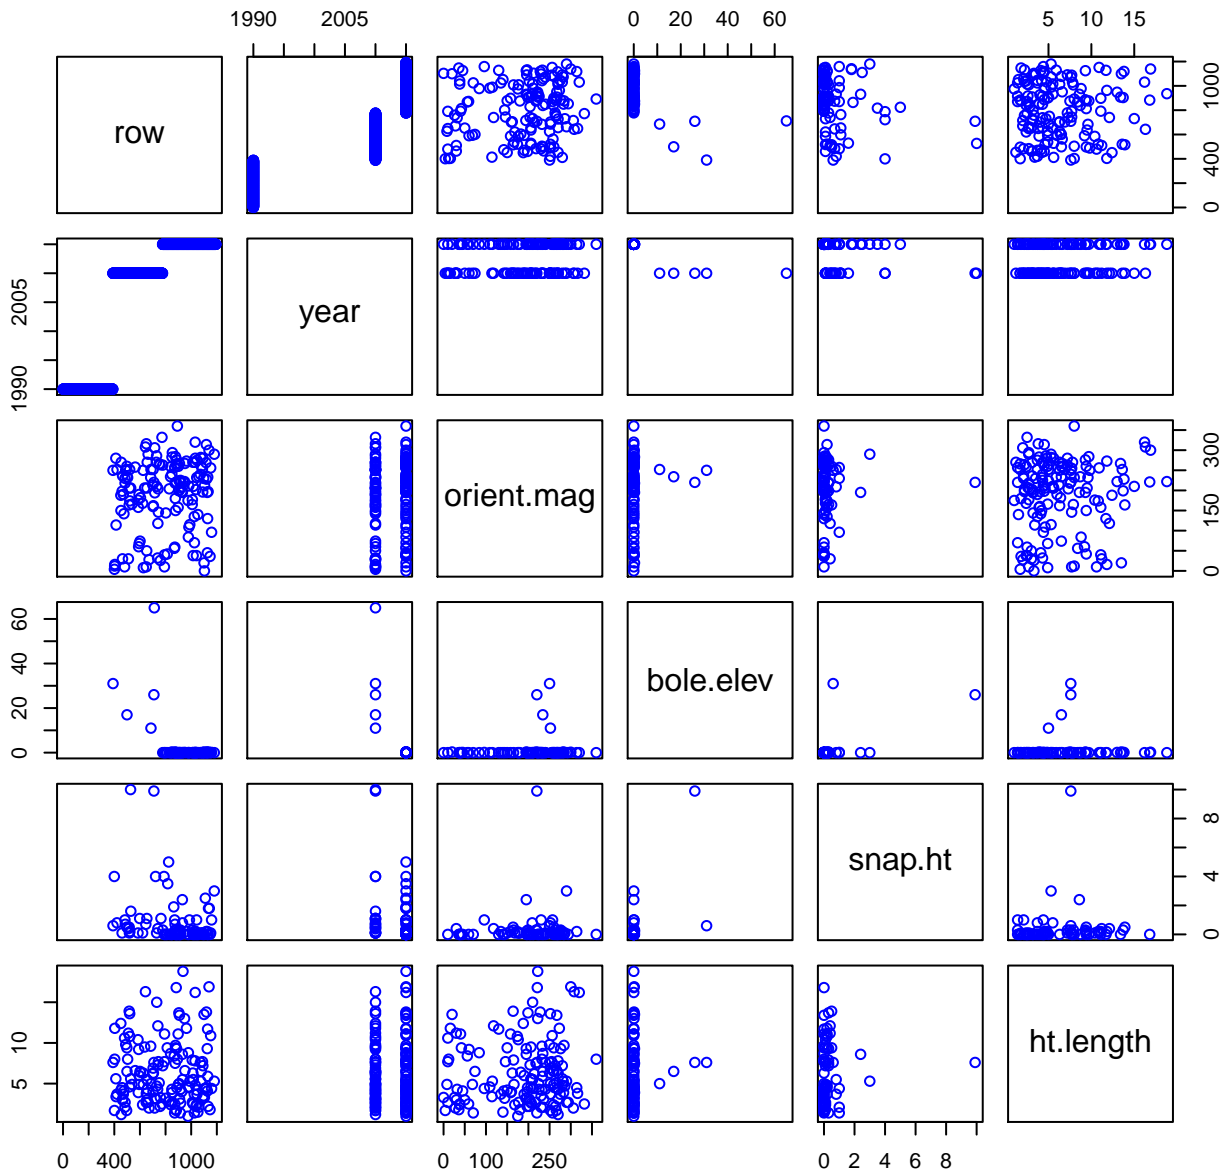 1990 2005 0 20 40 60 5 10 15
row 0 400 1000
1990 2005 year
orient.mag 0 150 300
0 20 40 60 bole.elev
snap.ht 0 4 8
5 10 ht.length
0 400 1000 0 100 250 0 2 4 6 8